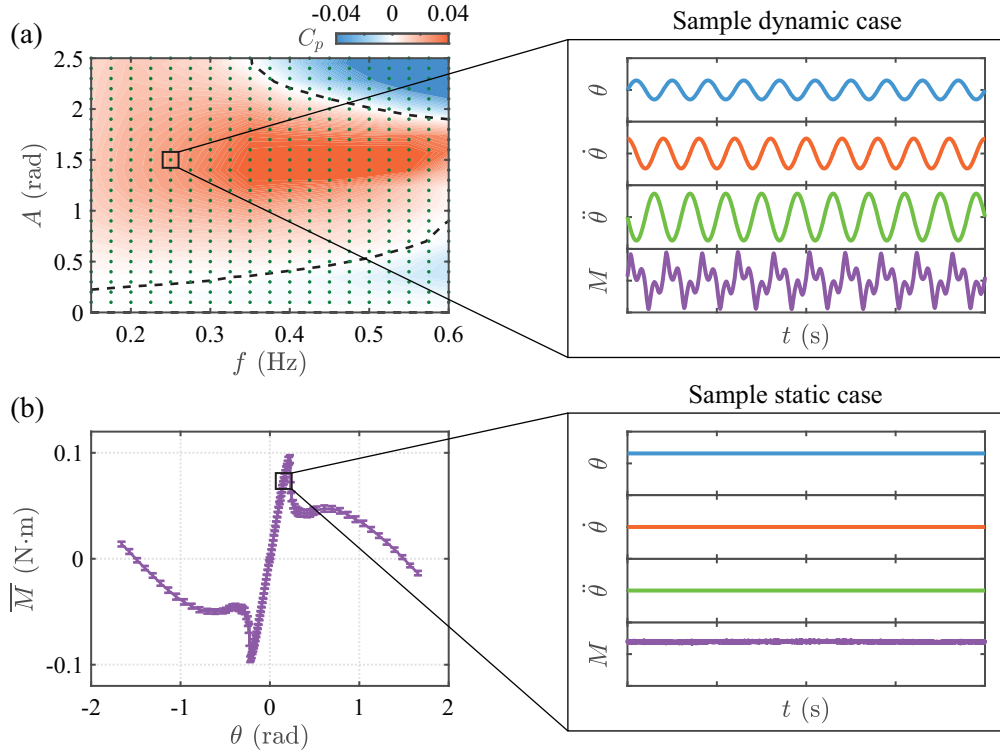 (a)
C_p
-0.04 0 0.04
Sample dynamic case
2.5
2
1.5
1
0.5
0
A (rad)
0.2 0.3 0.4 0.5 0.6
f (Hz)
θ
θ̇
θ̈
M
t (s)
(b)
Sample static case
0.1
0
-0.1
M̅ (N·m)
-2 -1 0 1 2
θ (rad)
θ
θ̇
θ̈
M
t (s)